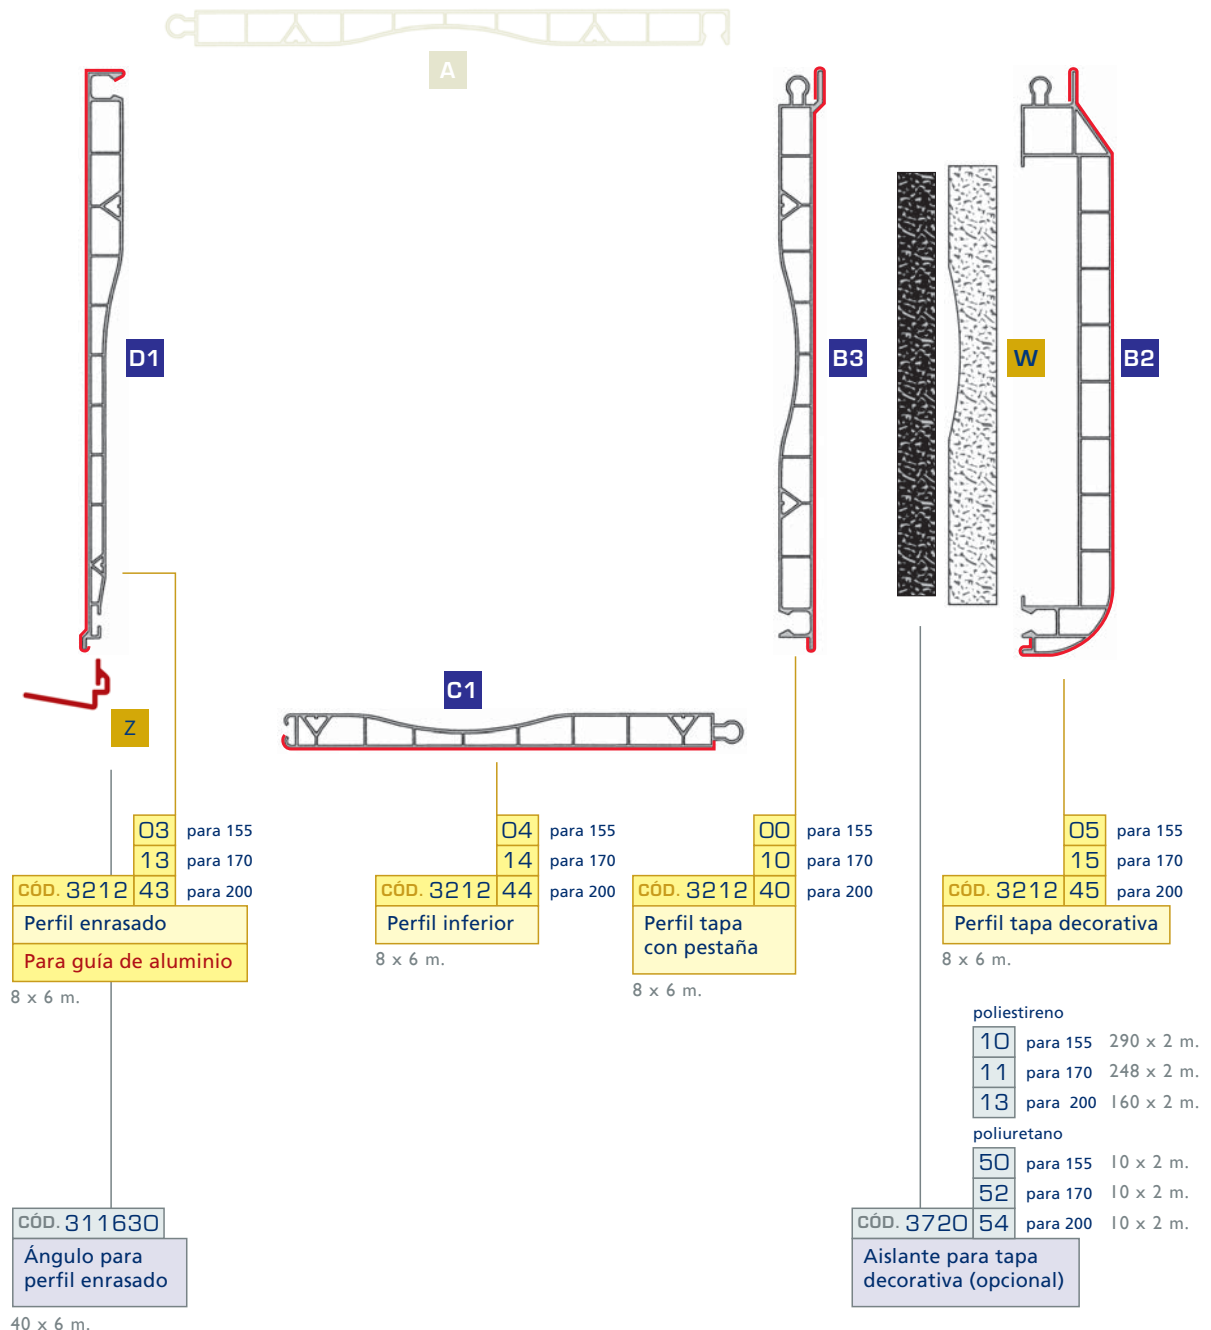 A
D1
B3
W
B2
C1
Z
03 para 155
13 para 170
CÓD. 3212 43 para 200
Perfil enrasado
Para guía de aluminio
8 x 6 m.
04 para 155
14 para 170
CÓD. 3212 44 para 200
Perfil inferior
8 x 6 m.
00 para 155
10 para 170
CÓD. 3212 40 para 200
Perfil tapa
con pestaña
8 x 6 m.
05 para 155
15 para 170
CÓD. 3212 45 para 200
Perfil tapa decorativa
8 x 6 m.
poliestireno
10 para 155 290 x 2 m.
11 para 170 248 x 2 m.
13 para 200 160 x 2 m.
poliuretano
50 para 155 10 x 2 m.
52 para 170 10 x 2 m.
CÓD. 3720 54 para 200 10 x 2 m.
Aislante para tapa
decorativa (opcional)
CÓD. 311630
Ángulo para
perfil enrasado
40 x 6 m.